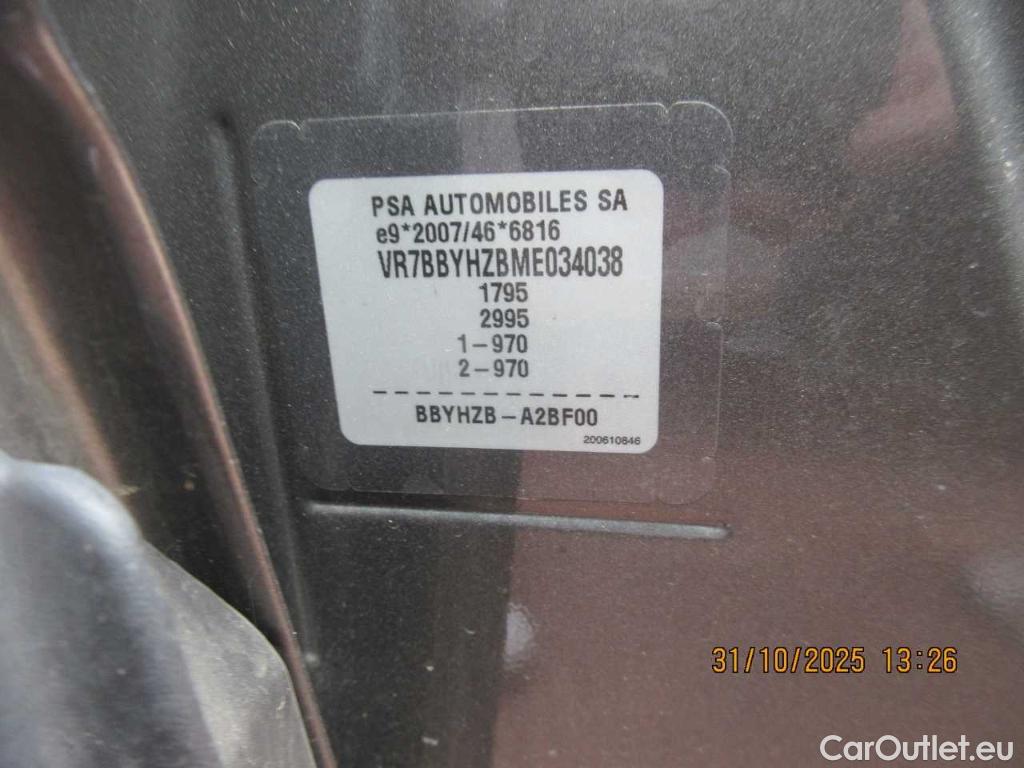 PSA AUTOMOBILES SA
e9*2007/46*6816
VR7BBYHZBME034038
1795
2995
1-970
2-970
BBYHZB-A2BF00
200610846
31/10/2025 13:26
CarOutlet.eu